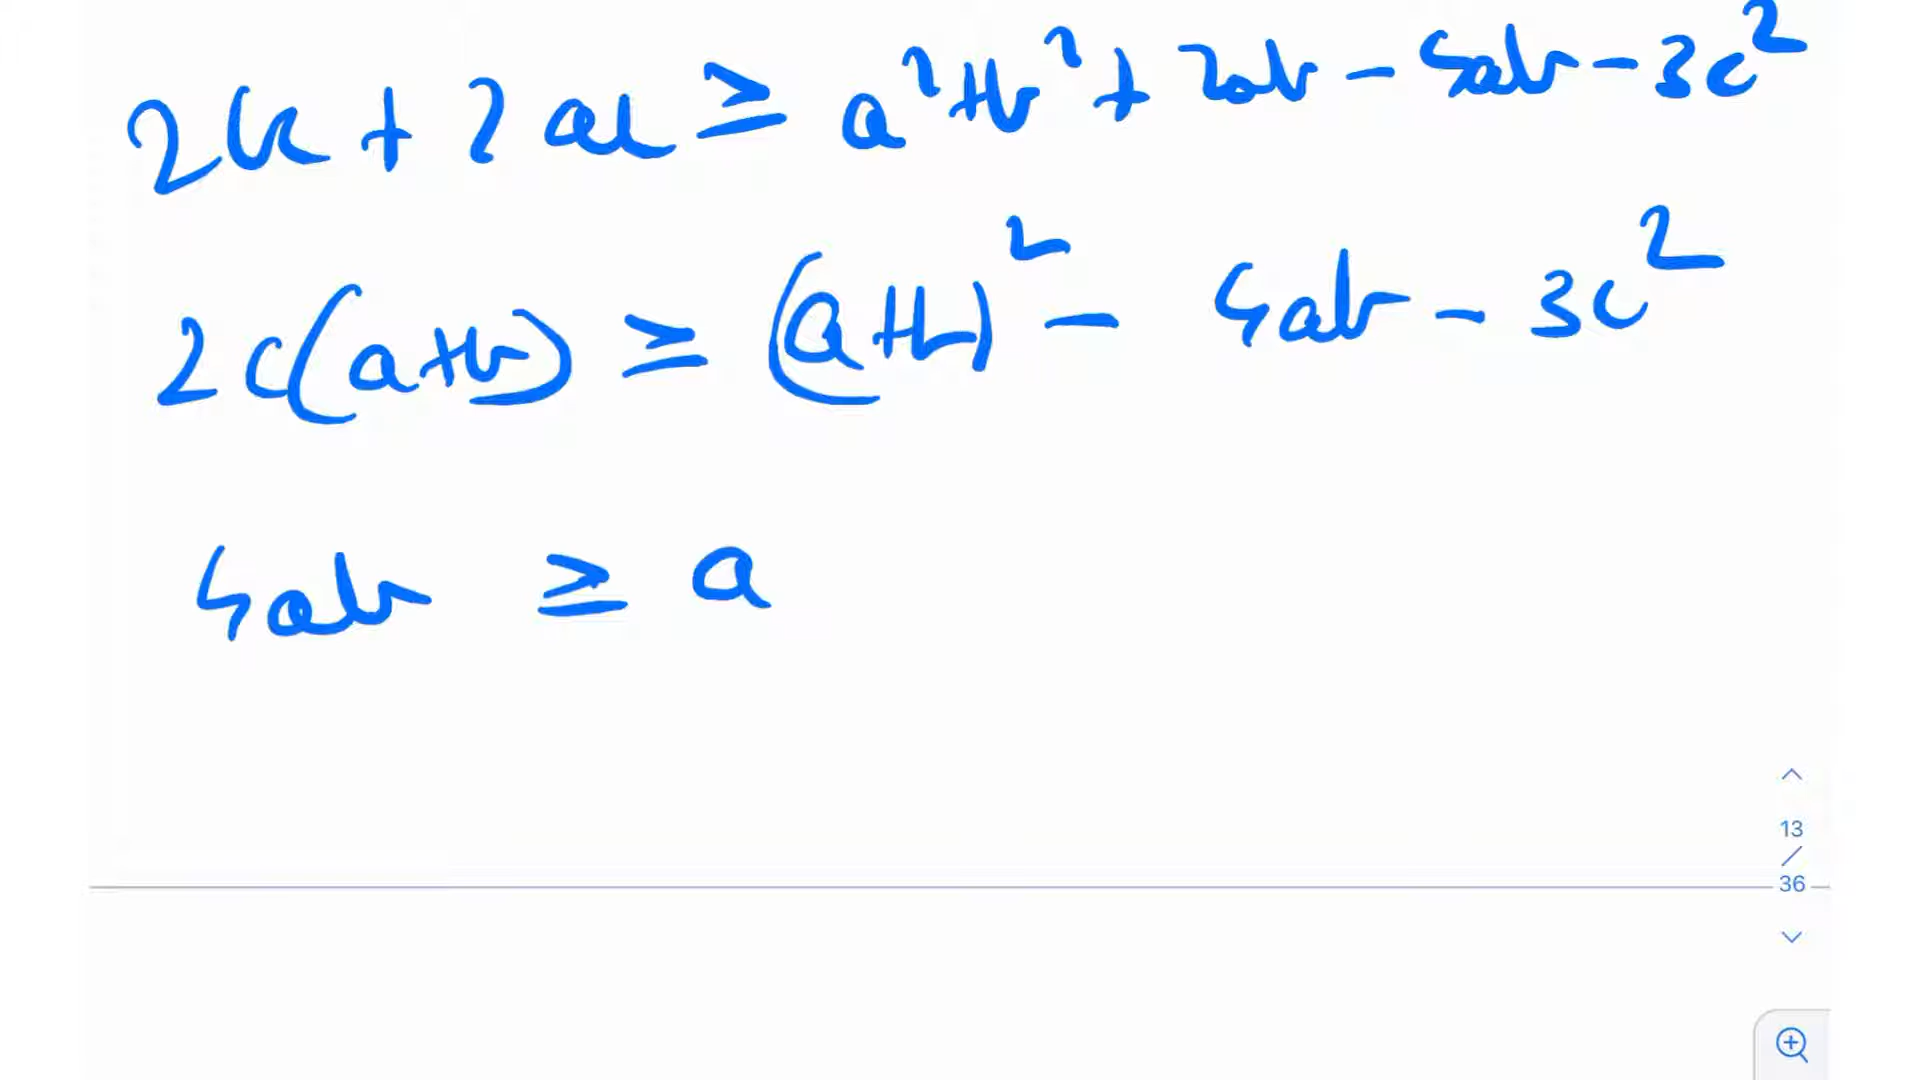 2bc + 2ac ≥ a² + b² + 2ab - 4ab - 3c²
2c(a+b) ≥ (a+b)² - 4ab - 3c²
4ab ≥ a
13
/
36